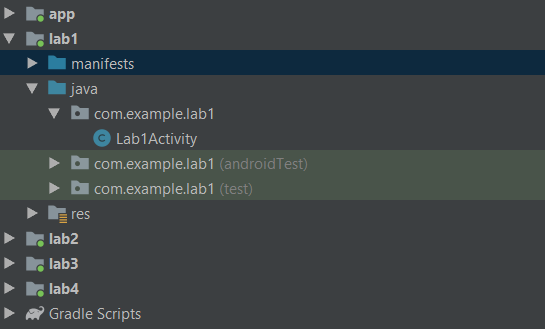 app
lab1
manifests
java
com.example.lab1
C Lab1Activity
com.example.lab1 (androidTest)
com.example.lab1 (test)
res
lab2
lab3
lab4
Gradle Scripts